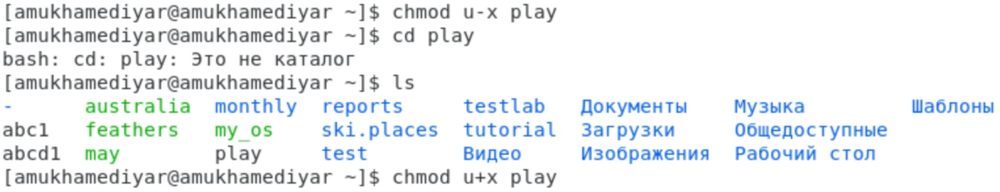 [amukhamediyar@amukhamediyar ~]$ chmod u-x play
[amukhamediyar@amukhamediyar ~]$ cd play
bash: cd: play: Это не каталог
[amukhamediyar@amukhamediyar ~]$ ls
- australia monthly reports testlab Документы Музыка Шаблоны
abc1 feathers my_os ski.places tutorial Загрузки Общедоступные
abcd1 may play test Видео Изображения Рабочий стол
[amukhamediyar@amukhamediyar ~]$ chmod u+x play